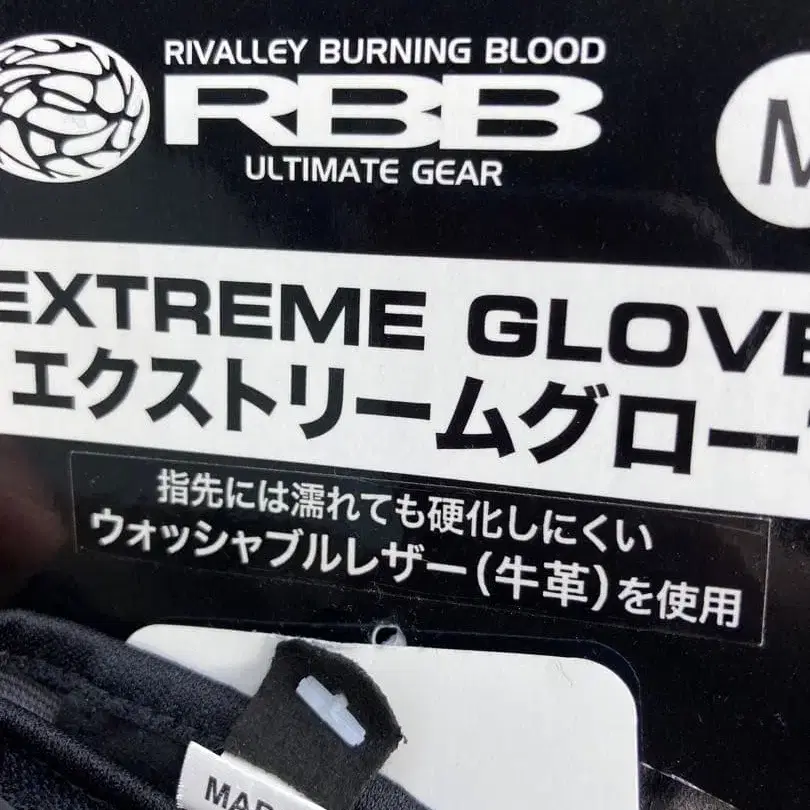 RIVALLEY BURNING BLOOD
RBB
ULTIMATE GEAR
M
EXTREME GLOVE
エクストリームグロー
指先には濡れても硬化しにくい
ウォッシャブルレザー(牛革)を使用
MAD